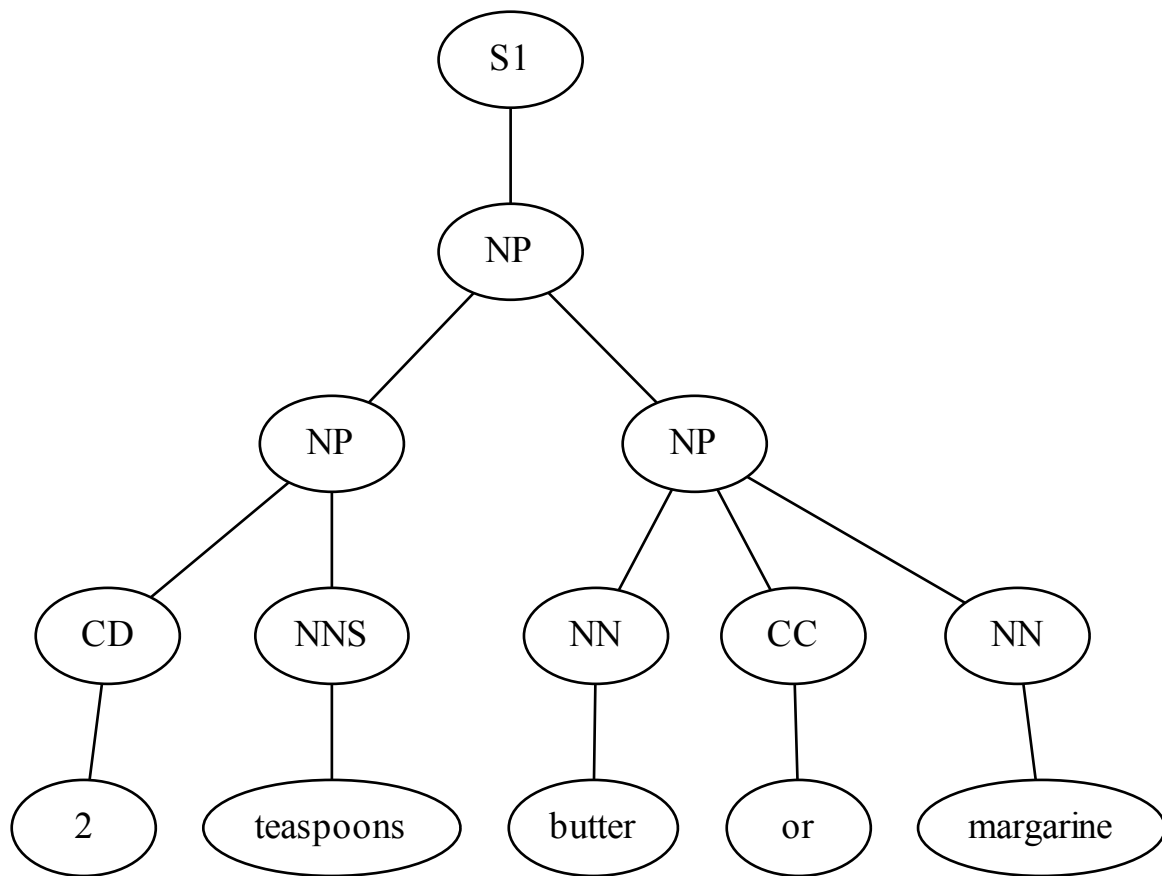 S1
NP
NP NP
CD NNS NN CC NN
2 teaspoons butter or margarine